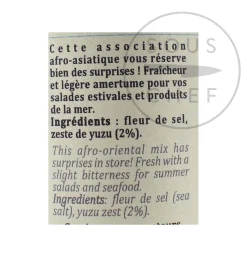 SOUS
CHEF
Cette association
afro-asiatique vous réserve
bien des surprises ! Fraîcheur
et légère amertume pour vos
salades estivales et produits
de la mer.
Ingrédients : fleur de sel,
zeste de yuzu (2%).
This afro-oriental mix has
surprises in store! Fresh with a
slight bitterness for summer
salads and seafood.
Ingredients: fleur de sel (sea
salt), yuzu zest (2%).